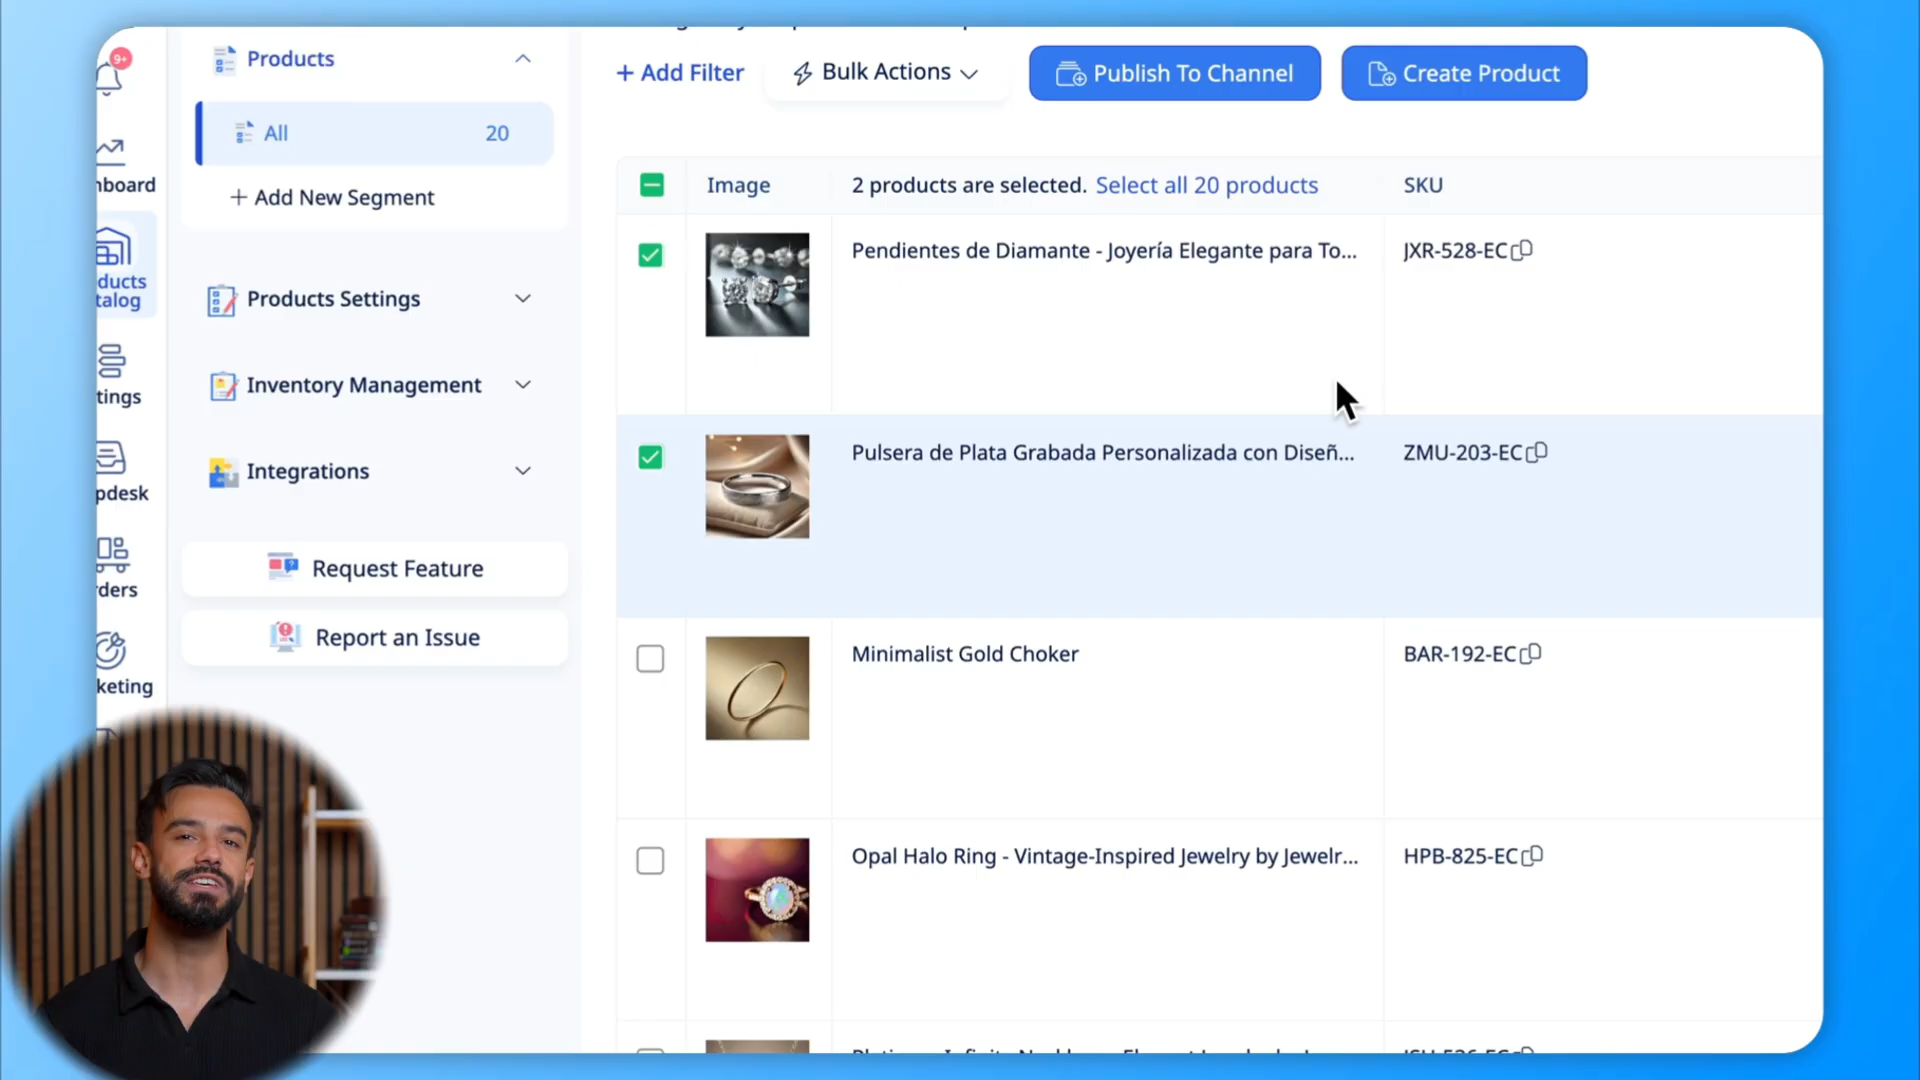 9+
Products
+ Add Filter
Bulk Actions
Publish To Channel
Create Product
All
20
+ Add New Segment
nboard
ducts
talog
tings
pdesk
rders
keting
Products Settings
Inventory Management
Integrations
Request Feature
Report an Issue
Image
2 products are selected. Select all 20 products
SKU
Pendientes de Diamante - Joyería Elegante para To...
JXR-528-EC
Pulsera de Plata Grabada Personalizada con Diseñ...
ZMU-203-EC
Minimalist Gold Choker
BAR-192-EC
Opal Halo Ring - Vintage-Inspired Jewelry by Jewelr...
HPB-825-EC